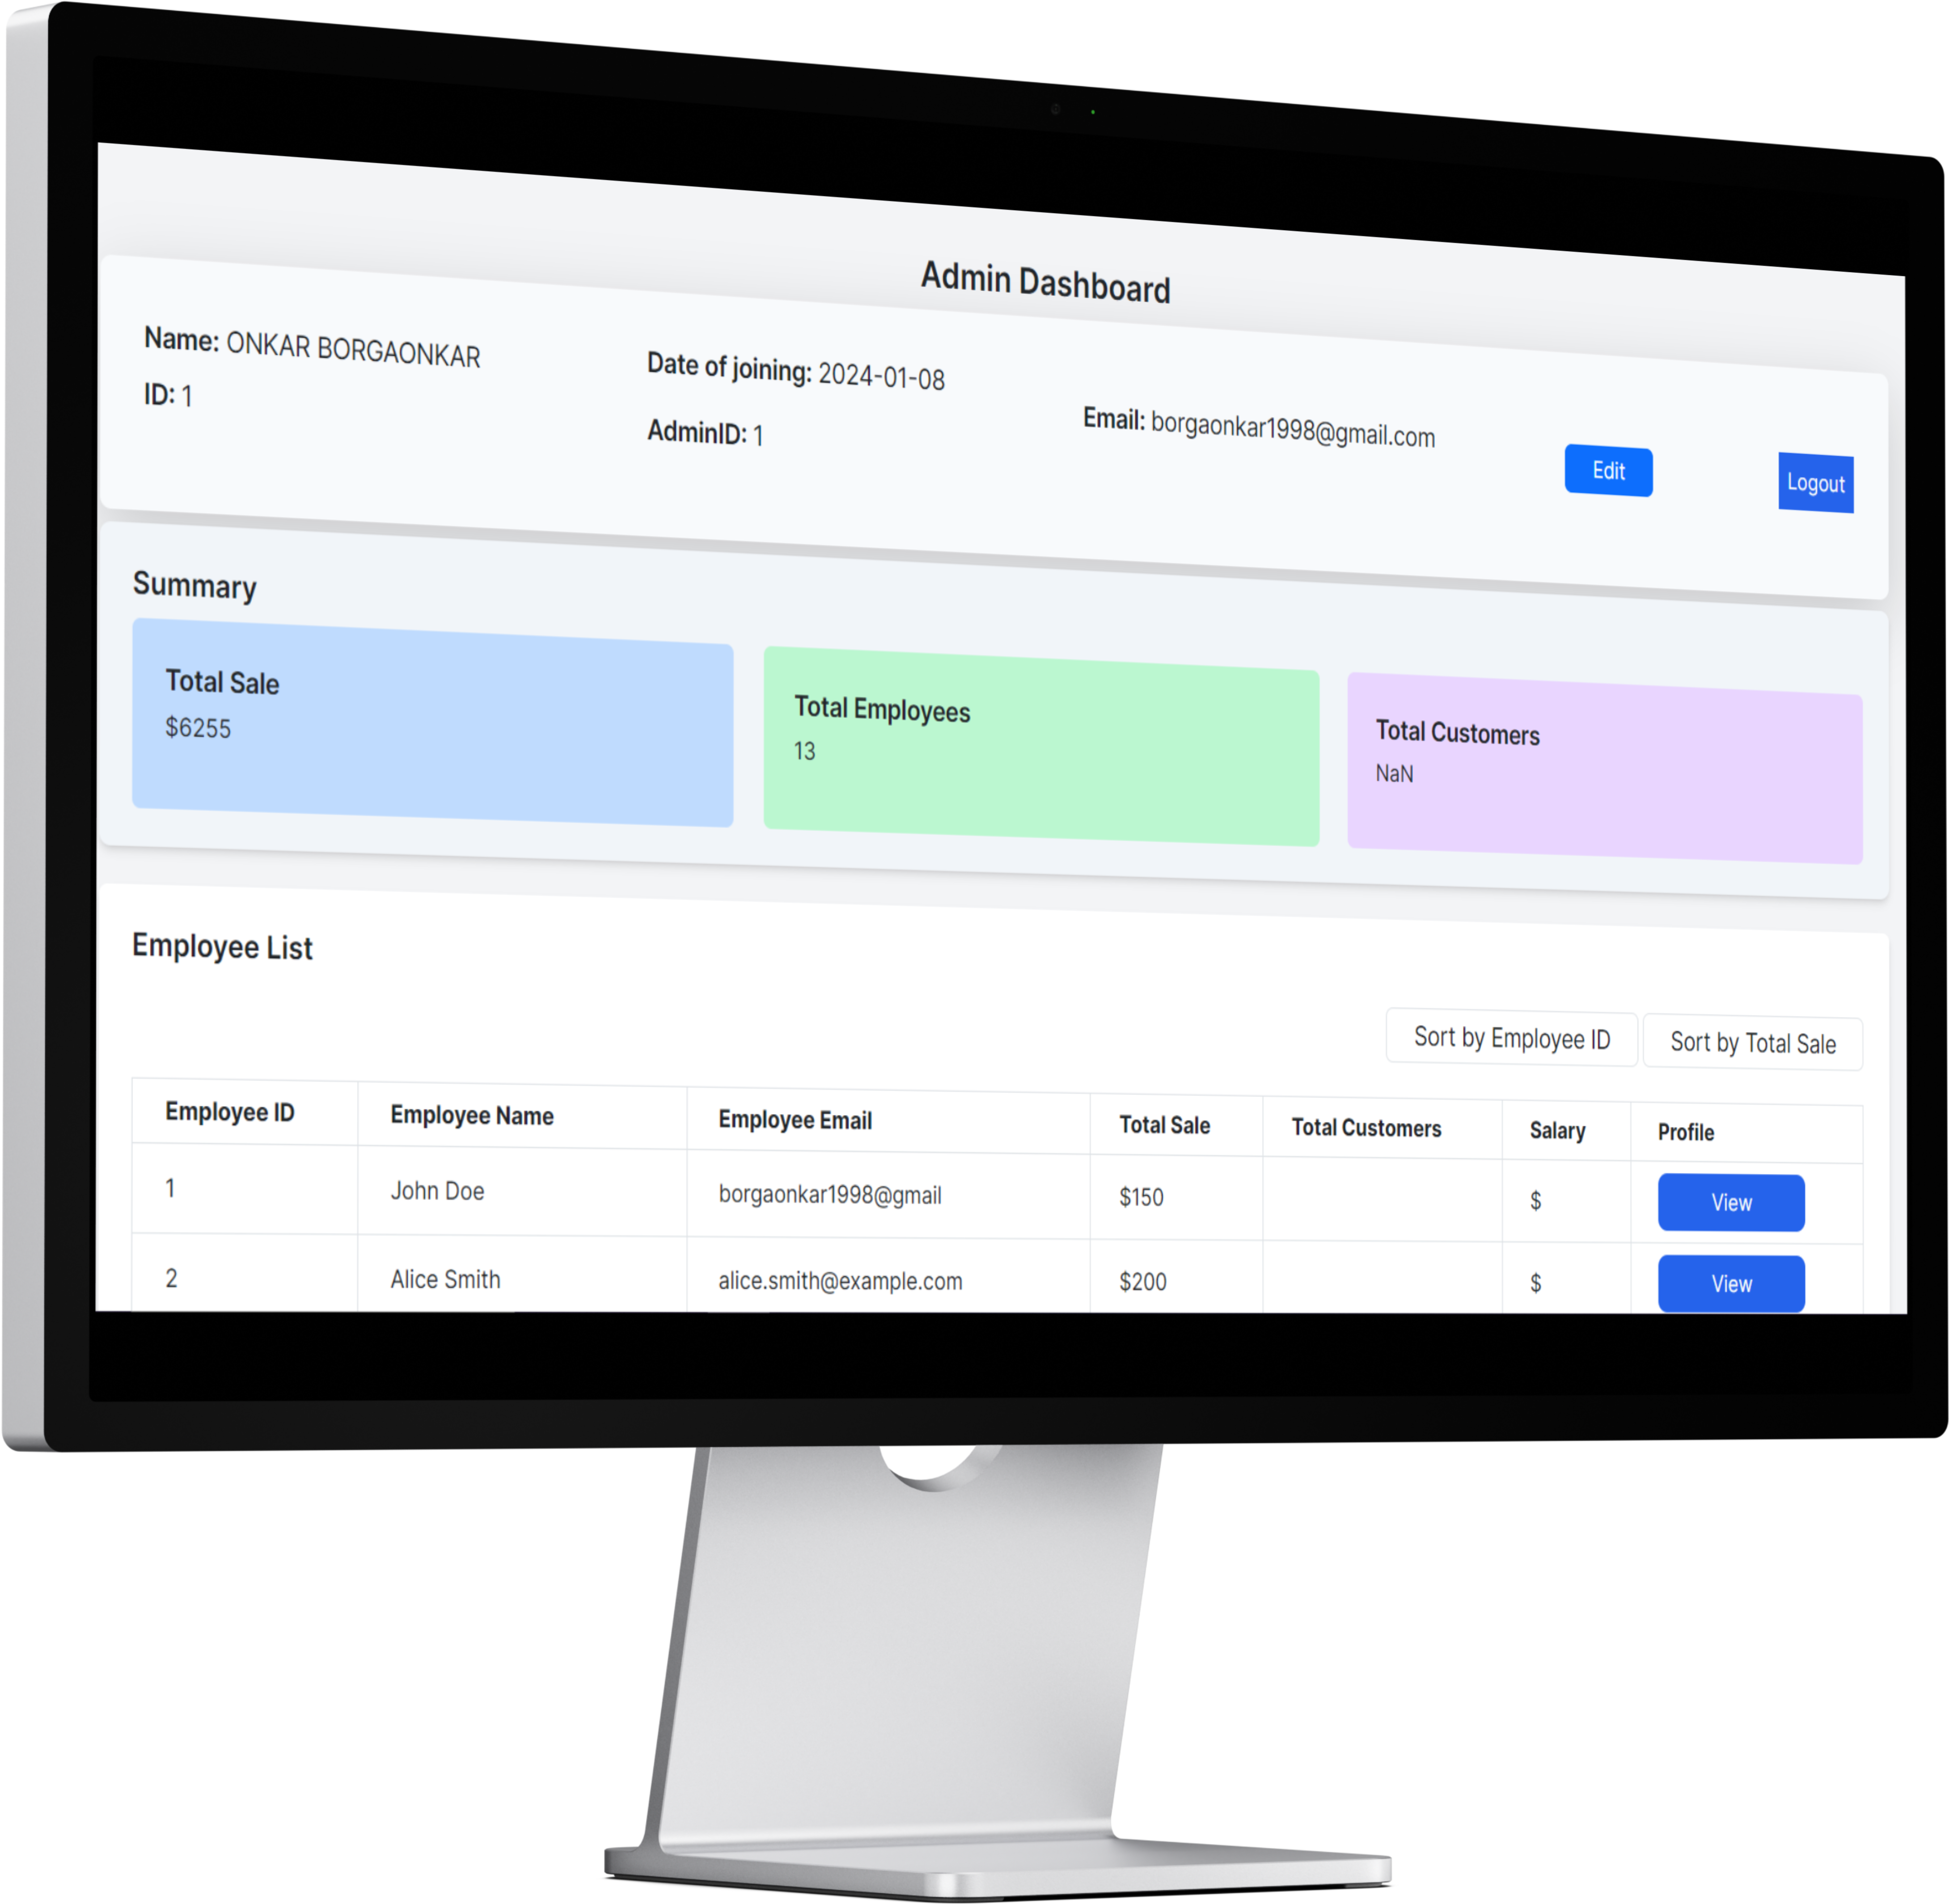 Admin Dashboard
Name: ONKAR BORGAONKAR
ID: 1
Date of joining: 2024-01-08
AdminID: 1
Email: borgaonkar1998@gmail.com
Edit
Logout
Summary
Total Sale
$6255
Total Employees
13
Total Customers
NaN
Employee List
Sort by Employee ID
Sort by Total Sale
Employee ID Employee Name Employee Email Total Sale Total Customers Salary Profile
1 John Doe borgaonkar1998@gmail $150 $ View
2 Alice Smith alice.smith@example.com $200 $ View